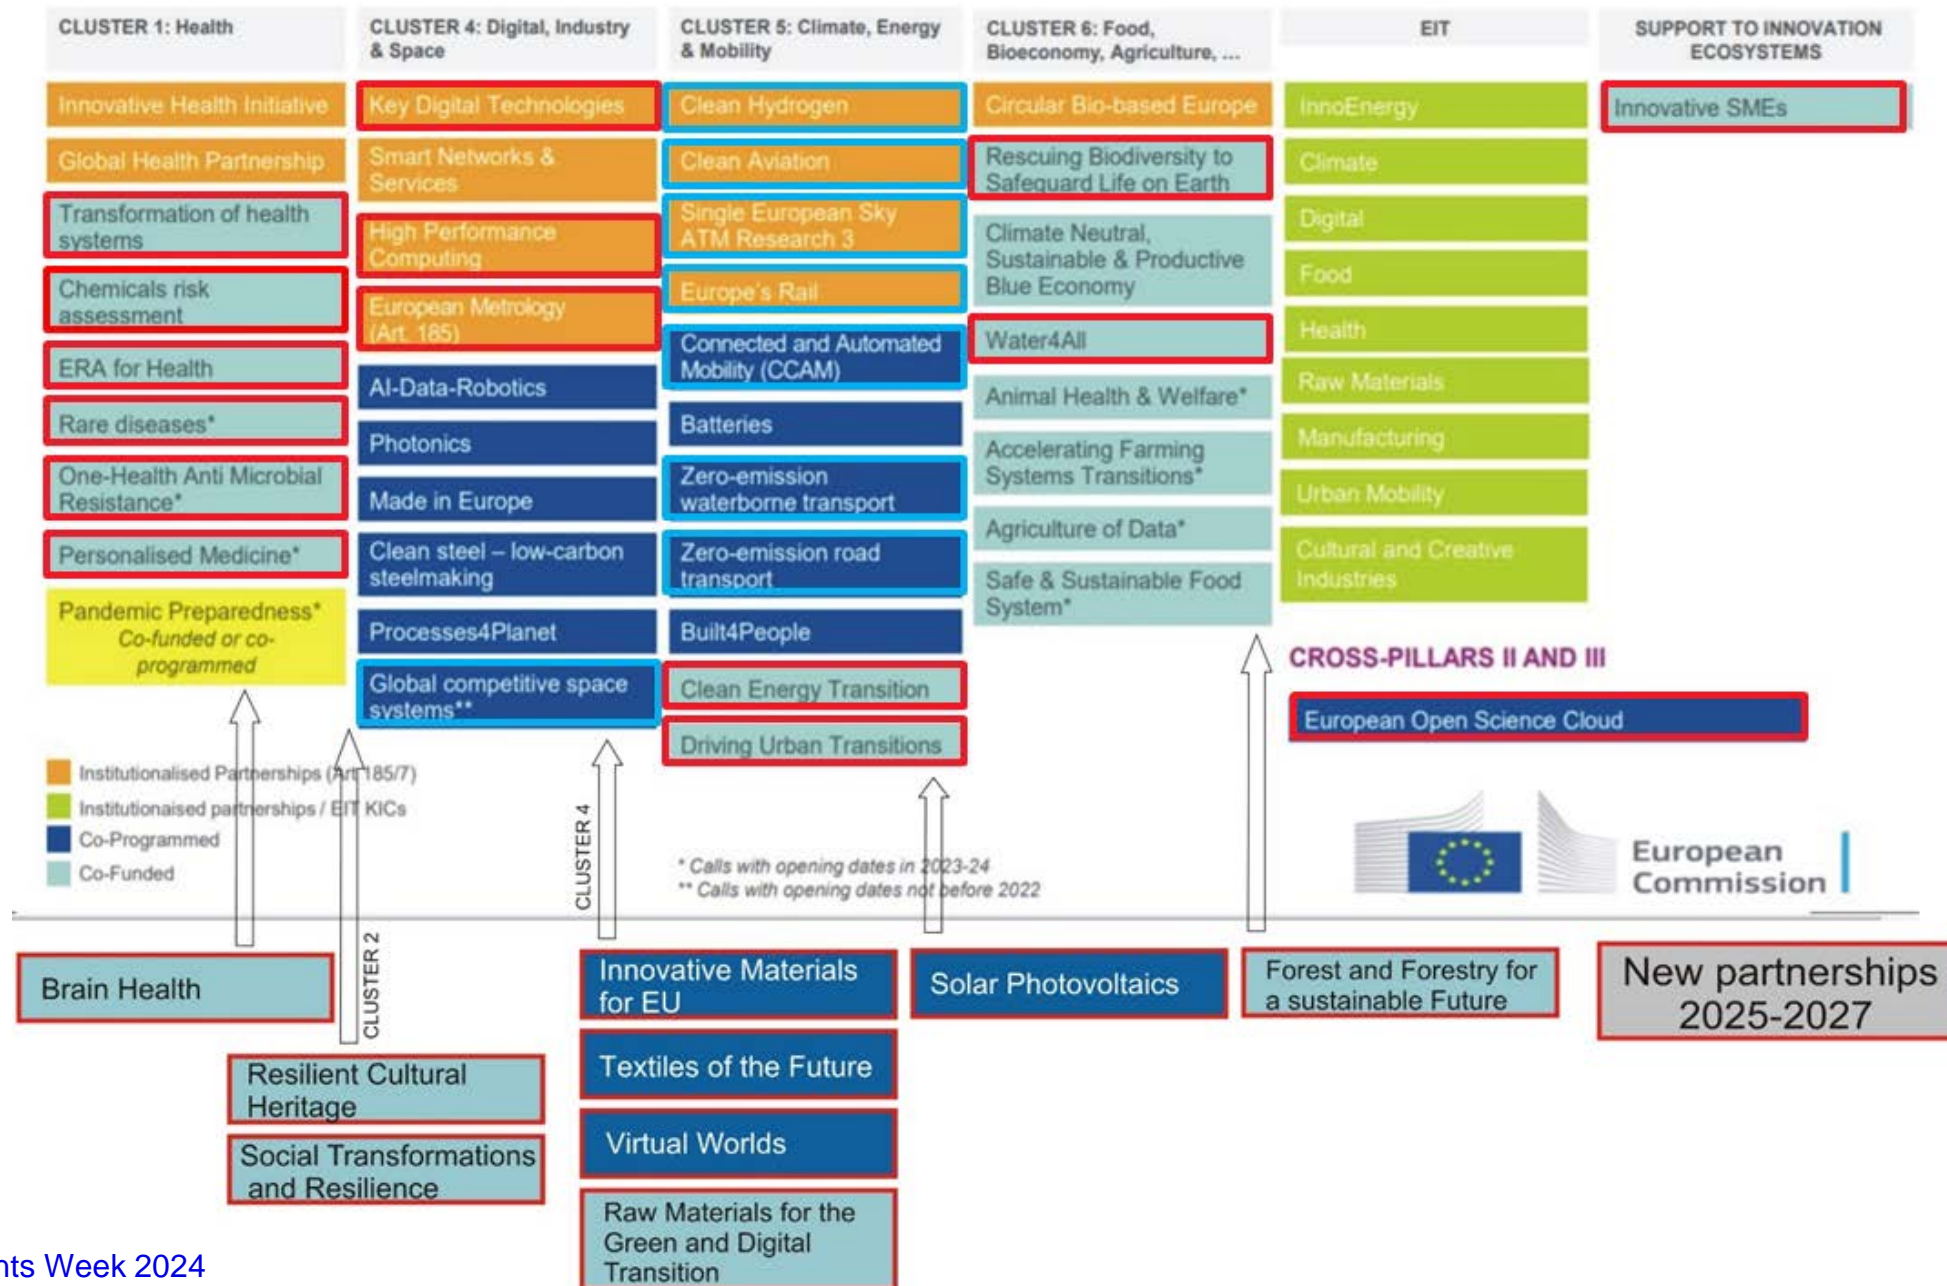 CLUSTER 1: Health
Innovative Health Initiative
Global Health Partnership
Transformation of health
systems
Chemicals risk
assessment
ERA for Health
Rare diseases*
One-Health Anti Microbial
Resistance*
Personalised Medicine*
Pandemic Preparedness*
Co-funded or co-
programmed
CLUSTER 4: Digital, Industry
& Space
Key Digital Technologies
Smart Networks &
Services
High Performance
Computing
European Metrology
(Art. 185)
AI-Data-Robotics
Photonics
Made in Europe
Clean steel – low-carbon
steelmaking
Processes4Planet
Global competitive space
systems**
CLUSTER 5: Climate, Energy
& Mobility
Clean Hydrogen
Clean Aviation
Single European Sky
ATM Research 3
Europe's Rail
Connected and Automated
Mobility (CCAM)
Batteries
Zero-emission
waterborne transport
Zero-emission road
transport
Built4People
Clean Energy Transition
Driving Urban Transitions
CLUSTER 6: Food,
Bioeconomy, Agriculture, ...
Circular Bio-based Europe
Rescuing Biodiversity to
Safeguard Life on Earth
Climate Neutral,
Sustainable & Productive
Blue Economy
Water4All
Animal Health & Welfare*
Accelerating Farming
Systems Transitions*
Agriculture of Data*
Safe & Sustainable Food
System*
EIT
InnoEnergy
Climate
Digital
Food
Health
Raw Materials
Manufacturing
Urban Mobility
Cultural and Creative
Industries
SUPPORT TO INNOVATION
ECOSYSTEMS
Innovative SMEs
CROSS-PILLARS II AND III
European Open Science Cloud
Institutionalised Partnerships (Art 185/7)
Institutionaised partnerships / EIT KICs
Co-Programmed
Co-Funded
* Calls with opening dates in 2023-24
** Calls with opening dates not before 2022
European
Commission
CLUSTER 4
CLUSTER 2
Brain Health
Resilient Cultural
Heritage
Social Transformations
and Resilience
Innovative Materials
for EU
Textiles of the Future
Virtual Worlds
Raw Materials for the
Green and Digital
Transition
Solar Photovoltaics
Forest and Forestry for
a sustainable Future
New partnerships
2025-2027
nts Week 2024